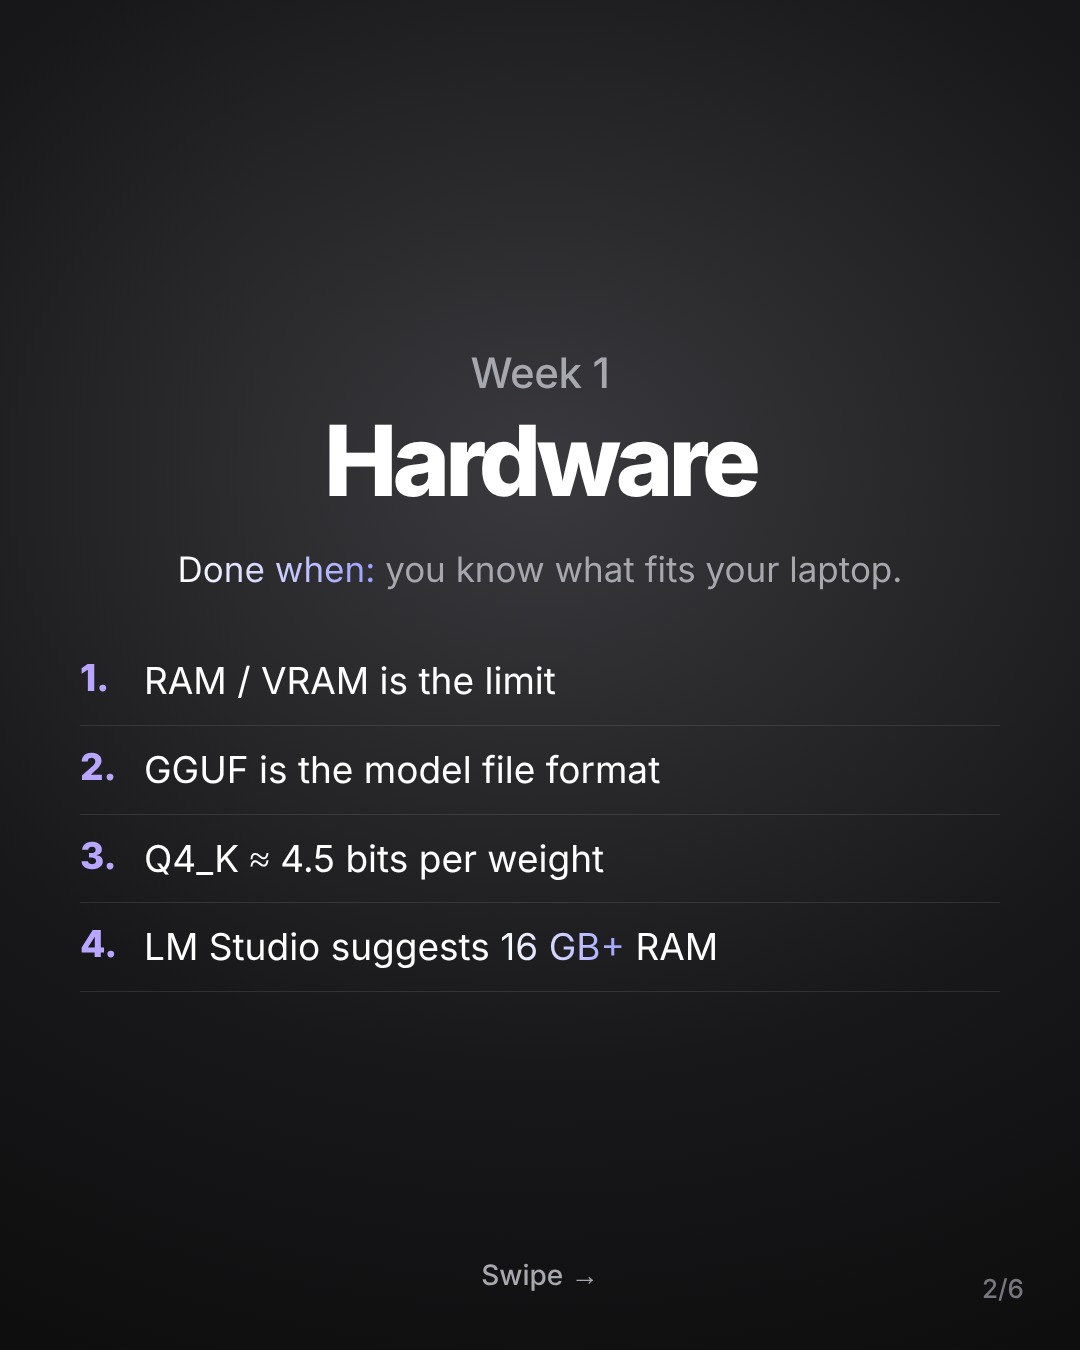 Week 1
Hardware
Done when: you know what fits your laptop.
1. RAM / VRAM is the limit
2. GGUF is the model file format
3. Q4_K ≈ 4.5 bits per weight
4. LM Studio suggests 16 GB+ RAM
Swipe →
2/6